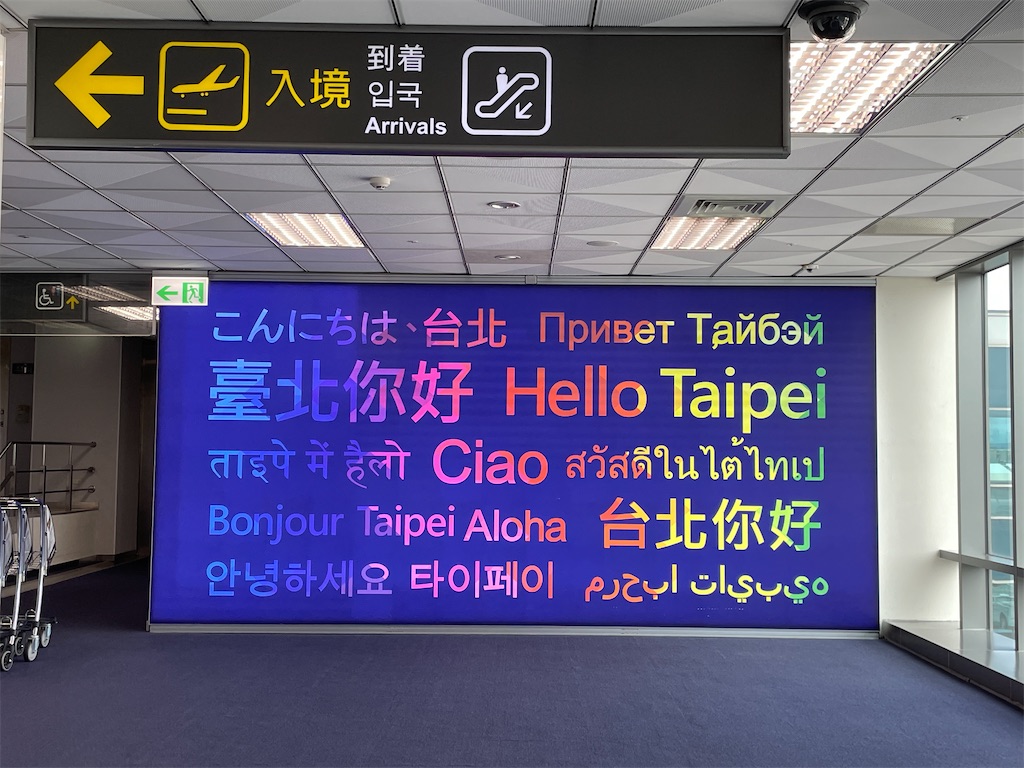 入境 到着
입국
Arrivals
こんにちは、台北 Привет Тайбэй
臺北你好 Hello Taipei
ताइपे में हैलो Ciao สวัสดีในไต้ไทเป
Bonjour Taipei Aloha 台北你好
안녕하세요 타이페이 هيبيات ابحرم